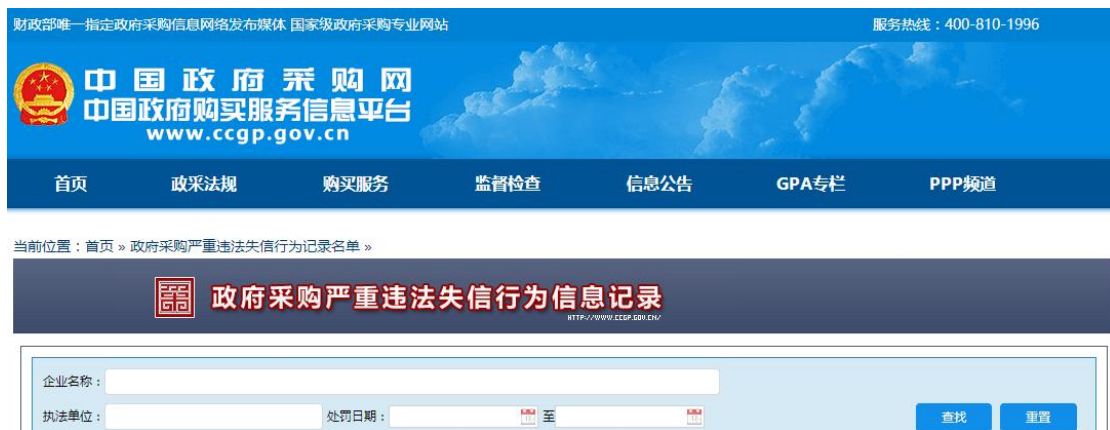 财政部唯一指定政府采购信息网络发布媒体 国家级政府采购专业网站 服务热线：400-810-1996
中国政府采购网
中国政府购买服务信息平台
www.ccgp.gov.cn
首页 政采法规 购买服务 监督检查 信息公告 GPA专栏 PPP频道
当前位置：首页 » 政府采购严重违法失信行为记录名单 »
政府采购严重违法失信行为信息记录
HTTP://WWW.CCGP.GOV.CN/
企业名称：
执法单位： 处罚日期： 至 查找 重置